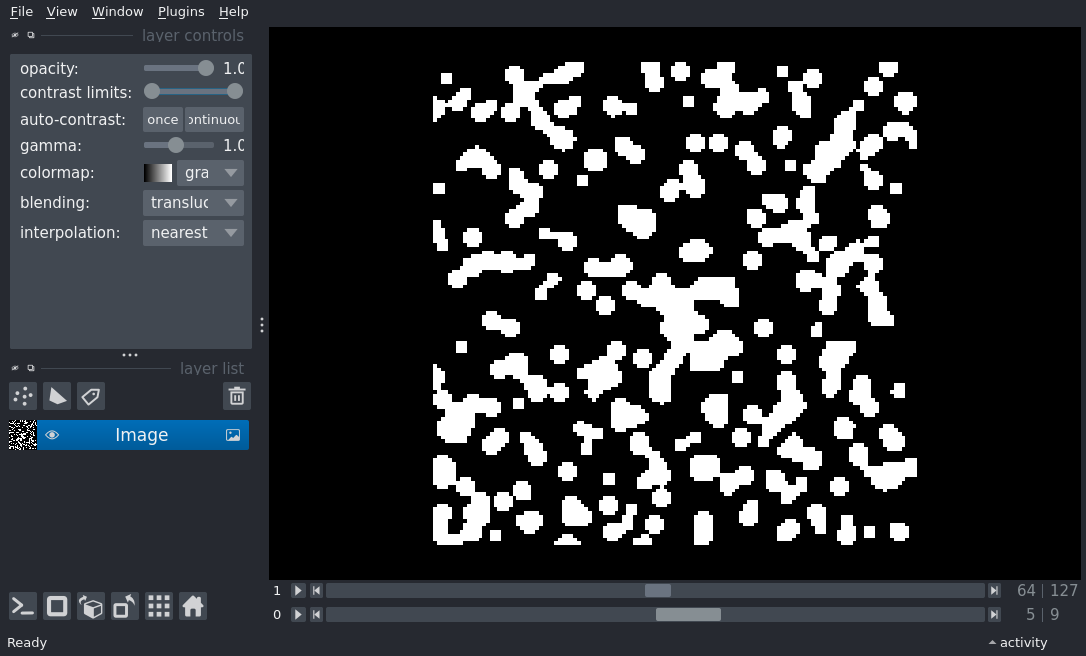 File View Window Plugins Help
layer controls
opacity: 1.0
contrast limits:
auto-contrast: once ontinuou
gamma: 1.0
colormap: gra
blending: transluc
interpolation: nearest
layer list
Image
1 64 | 127
0 5 | 9
Ready activity